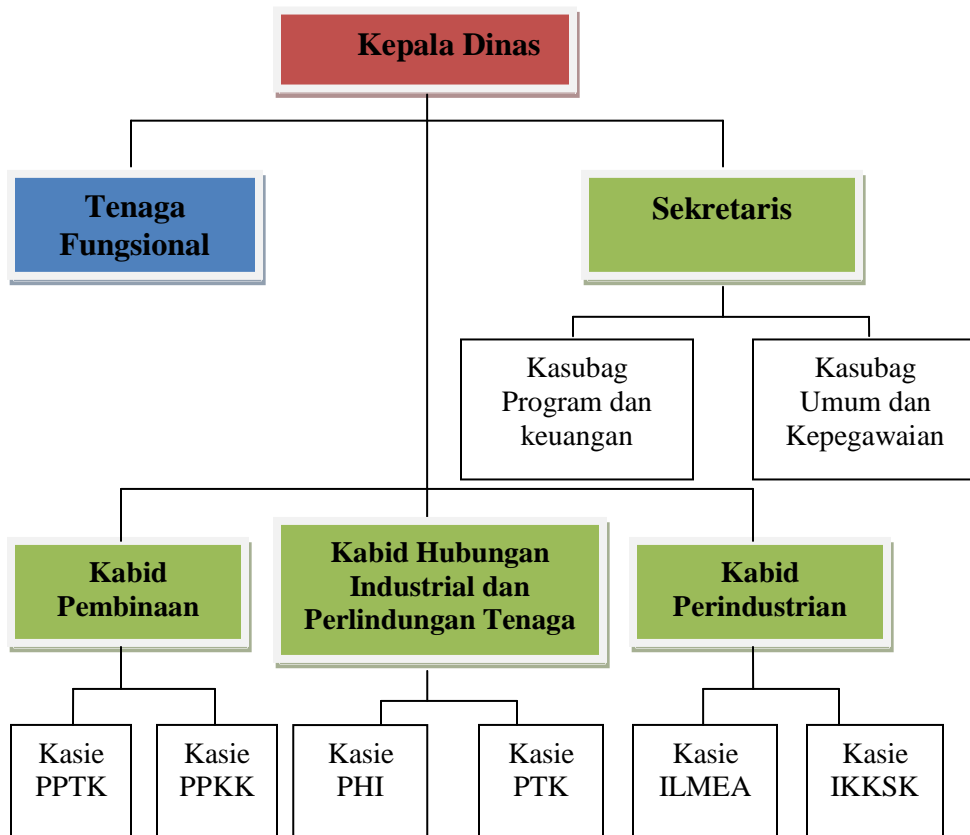 Kepala Dinas
Tenaga
Fungsional
Sekretaris
Kasubag
Program dan
keuangan
Kasubag
Umum dan
Kepegawaian
Kabid
Pembinaan
Kabid Hubungan
Industrial dan
Perlindungan Tenaga
Kabid
Perindustrian
Kasie
PPTK
Kasie
PPKK
Kasie
PHI
Kasie
PTK
Kasie
ILMEA
Kasie
IKKSK